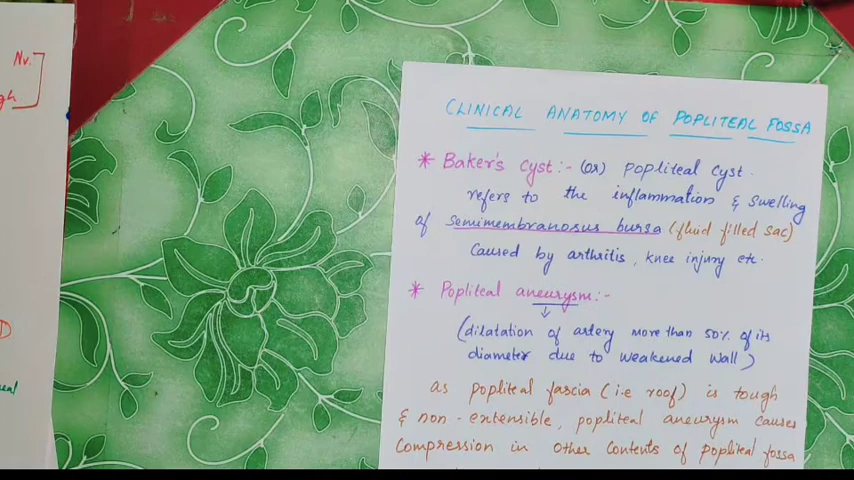 Nv.
gh
D
eal
CLINICAL ANATOMY OF POPLITEAL FOSSA
* Baker's Cyst :- (or) popliteal cyst.
refers to the inflammation & swelling
of semimembranosus bursa (fluid filled sac)
Caused by arthritis, knee injury etc.
* Popliteal aneurysm :-
(dilatation of artery more than 50% of its
diameter due to weakened wall)
as popliteal fascia (i.e roof) is tough
& non-extensible, popliteal aneurysm causes
Compression in other contents of popliteal fossa